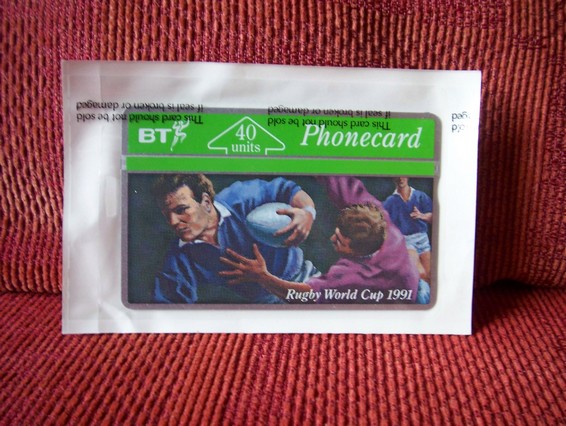 This card should not be sold
if seal is broken or damaged
This card should not be sold
if seal is broken or damaged
BT
40
units
Phonecard
Rugby World Cup 1991